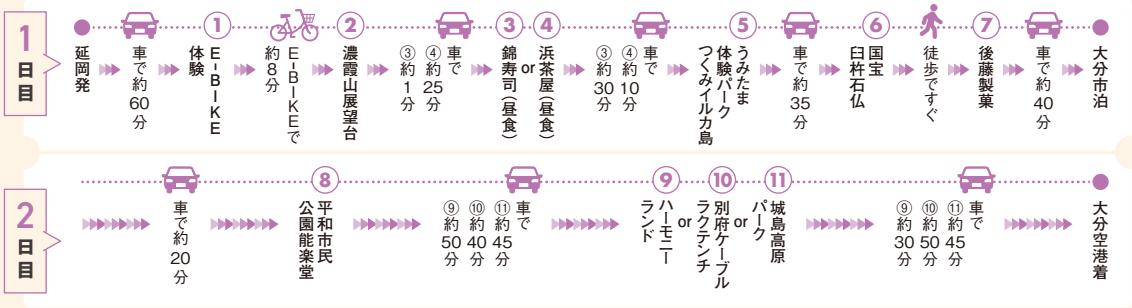 1
日
目
延岡発
車で約60分
①
E-BIKE
体験
E-BIKEで
約8分
②
濃霞山展望台
車で
④約25分
③約1分
③
錦寿司(昼食)
or
④
浜茶屋(昼食)
車で
④約10分
③約30分
⑤
うみたま
体験パーク
つくみイルカ島
車で約35分
⑥
国宝
臼杵石仏
徒歩ですぐ
⑦
後藤製菓
車で約40分
大分市泊
2
日
目
車で約20分
⑧
平和市民
公園能楽堂
車で
⑪約45分
⑩約40分
⑨約50分
⑨
ハーモニー
ランド
or
⑩
別府ケーブル
ラクテンチ
or
⑪
城島高原
パーク
車で
⑪約45分
⑩約50分
⑨約30分
大分空港着